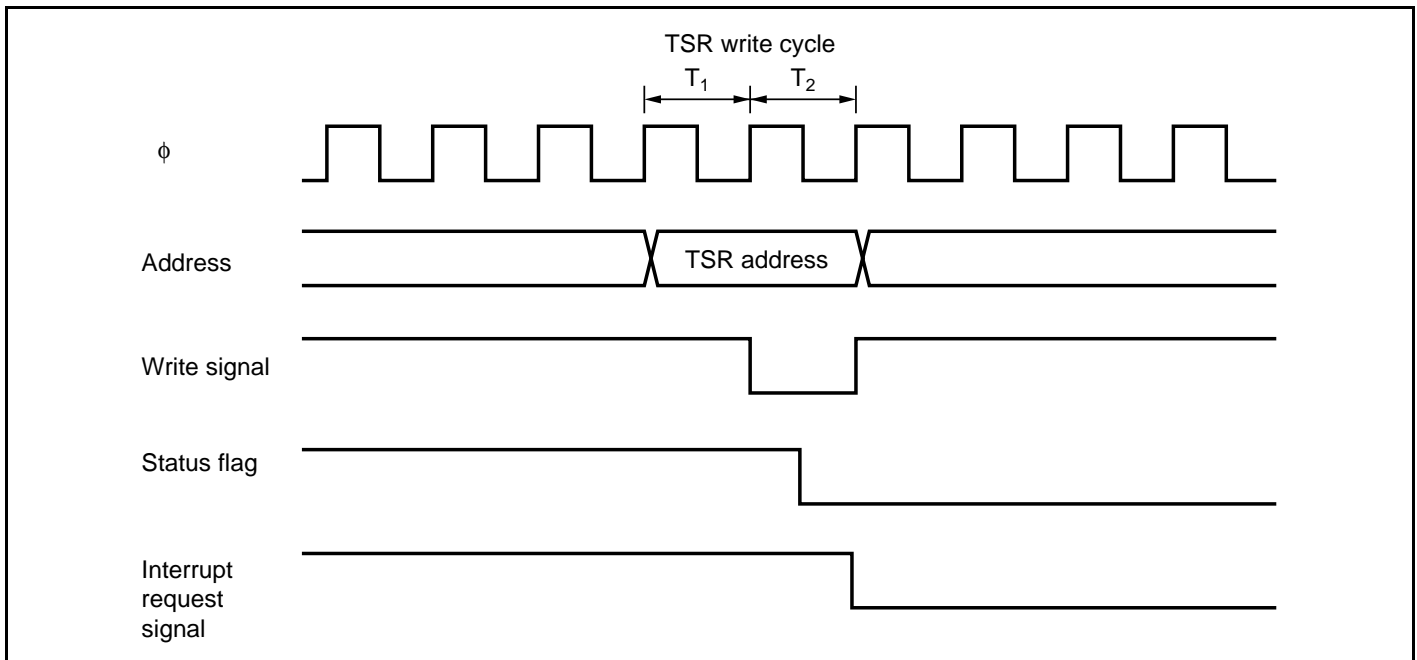 TSR write cycle
T1 T2
ϕ
Address
TSR address
Write signal
Status flag
Interrupt
request
signal